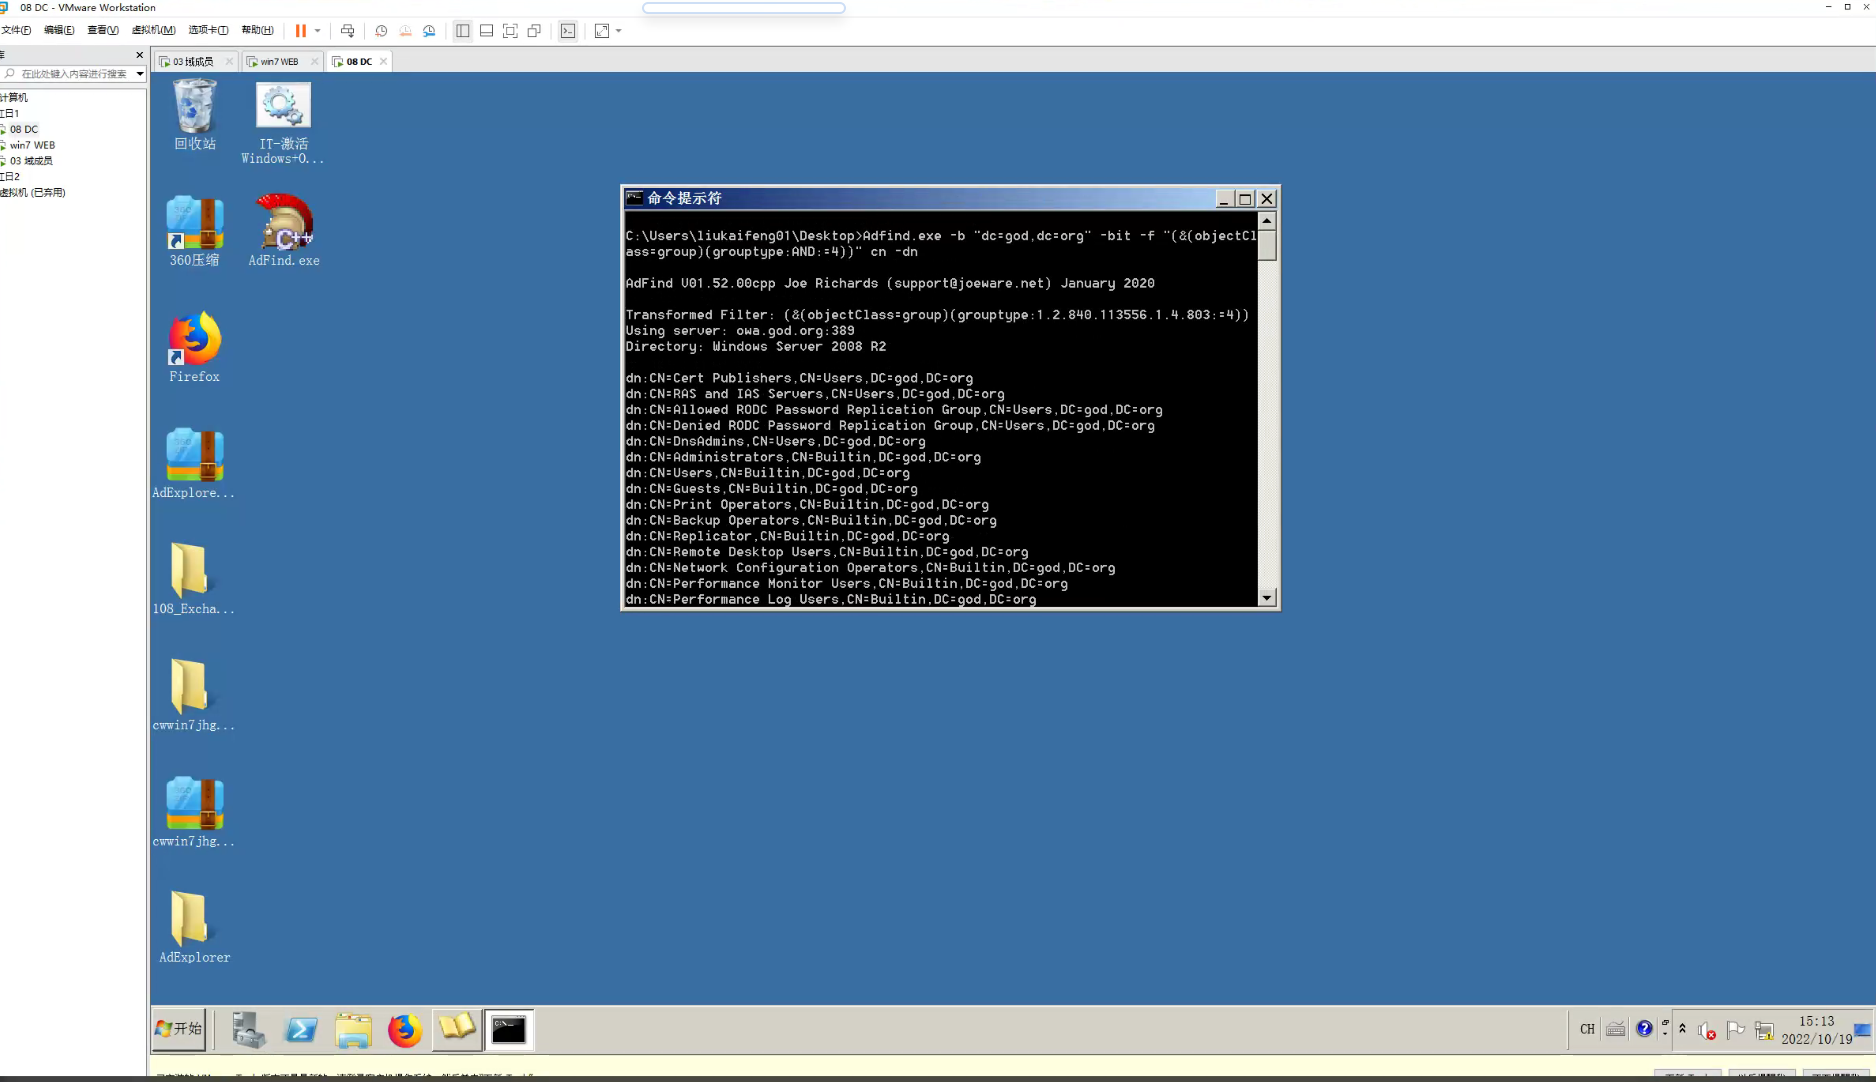 08 DC - VMware Workstation
文件(F) 编辑(E) 查看(V) 虚拟机(M) 选项卡(T) 帮助(H)
库
在此处键入内容进行搜索
计算机
红日1
08 DC
win7 WEB
03 域成员
红日2
虚拟机 (已弃用)
03 域成员 win7 WEB 08 DC
回收站
IT-激活
Windows+O...
360压缩
AdFind.exe
Firefox
AdExplore...
108_Excha...
cwwin7jhg...
cwwin7jhg...
AdExplorer
命令提示符
C:\Users\liukaifeng01\Desktop>Adfind.exe -b "dc=god,dc=org" -bit -f "(&(objectCl
ass=group)(grouptype:AND:=4))" cn -dn
AdFind V01.52.00cpp Joe Richards (support@joeware.net) January 2020
Transformed Filter: (&(objectClass=group)(grouptype:1.2.840.113556.1.4.803:=4))
Using server: owa.god.org:389
Directory: Windows Server 2008 R2
dn:CN=Cert Publishers,CN=Users,DC=god,DC=org
dn:CN=RAS and IAS Servers,CN=Users,DC=god,DC=org
dn:CN=Allowed RODC Password Replication Group,CN=Users,DC=god,DC=org
dn:CN=Denied RODC Password Replication Group,CN=Users,DC=god,DC=org
dn:CN=DnsAdmins,CN=Users,DC=god,DC=org
dn:CN=Administrators,CN=Builtin,DC=god,DC=org
dn:CN=Users,CN=Builtin,DC=god,DC=org
dn:CN=Guests,CN=Builtin,DC=god,DC=org
dn:CN=Print Operators,CN=Builtin,DC=god,DC=org
dn:CN=Backup Operators,CN=Builtin,DC=god,DC=org
dn:CN=Replicator,CN=Builtin,DC=god,DC=org
dn:CN=Remote Desktop Users,CN=Builtin,DC=god,DC=org
dn:CN=Network Configuration Operators,CN=Builtin,DC=god,DC=org
dn:CN=Performance Monitor Users,CN=Builtin,DC=god,DC=org
dn:CN=Performance Log Users,CN=Builtin,DC=god,DC=org
开始
CH
15:13
2022/10/19